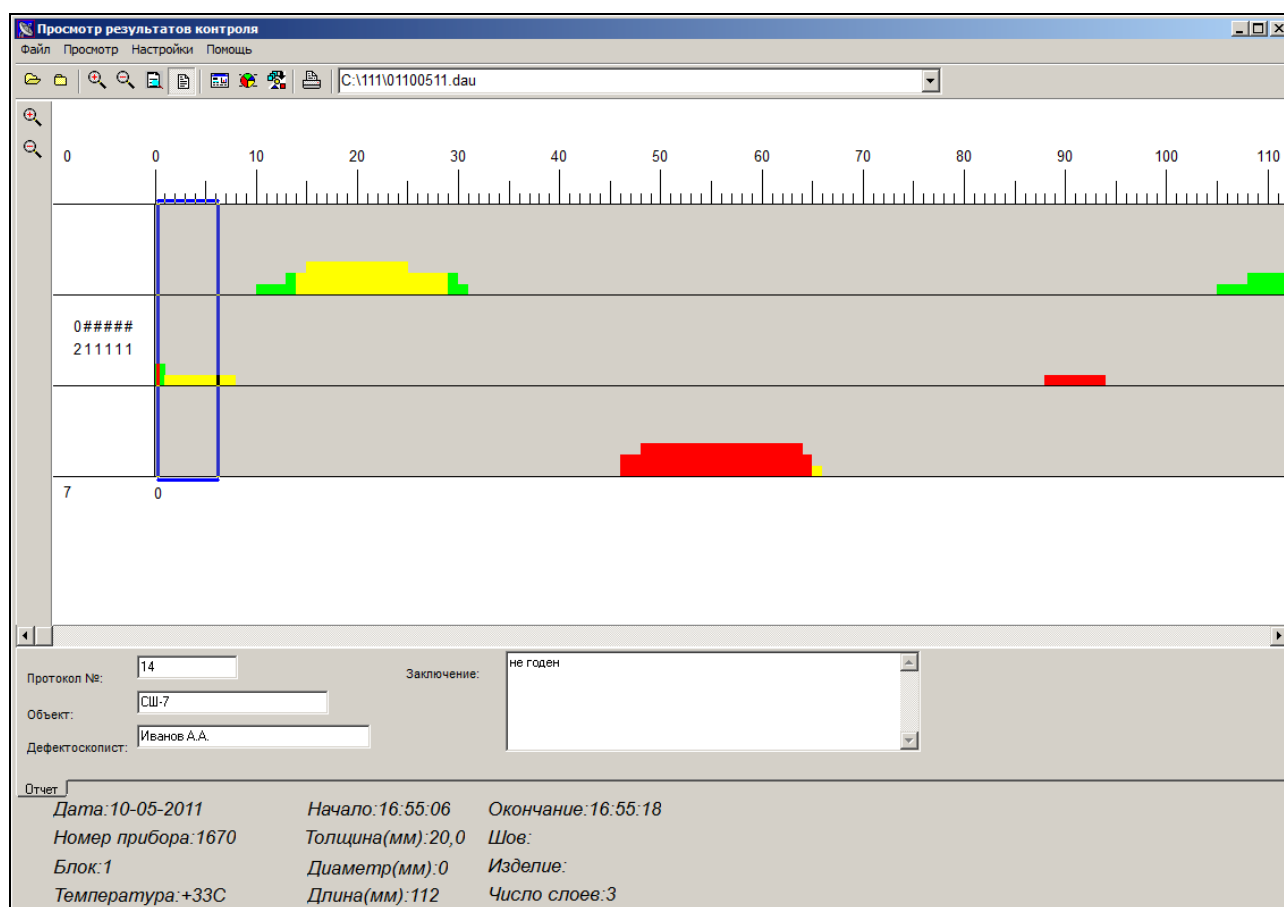 Просмотр результатов контроля
Файл Просмотр Настройки Помощь
C:\111\01100511.dau
0 0 10 20 30 40 50 60 70 80 90 100 110
0#####
211111
7 0
Протокол №: 14
Заключение: не годен
Объект: СШ-7
Дефектоскопист: Иванов А.А.
Отчет
Дата:10-05-2011 Начало:16:55:06 Окончание:16:55:18
Номер прибора:1670 Толщина(мм):20,0 Шов:
Блок:1 Диаметр(мм):0 Изделие:
Температура:+33С Длина(мм):112 Число слоев:3